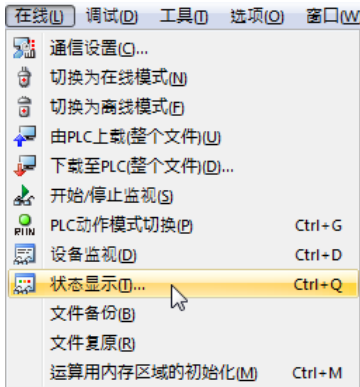 在线(L) 调试(D) 工具(T) 选项(O) 窗口(W
通信设置(C)...
切换为在线模式(N)
切换为离线模式(F)
由PLC上载(整个文件)(U)
下载至PLC(整个文件)(D)...
开始/停止监视(S)
RUN PLC动作模式切换(P) Ctrl+G
设备监视(D) Ctrl+D
状态显示(T)... Ctrl+Q
文件备份(B)
文件复原(R)
运算用内存区域的初始化(M) Ctrl+M